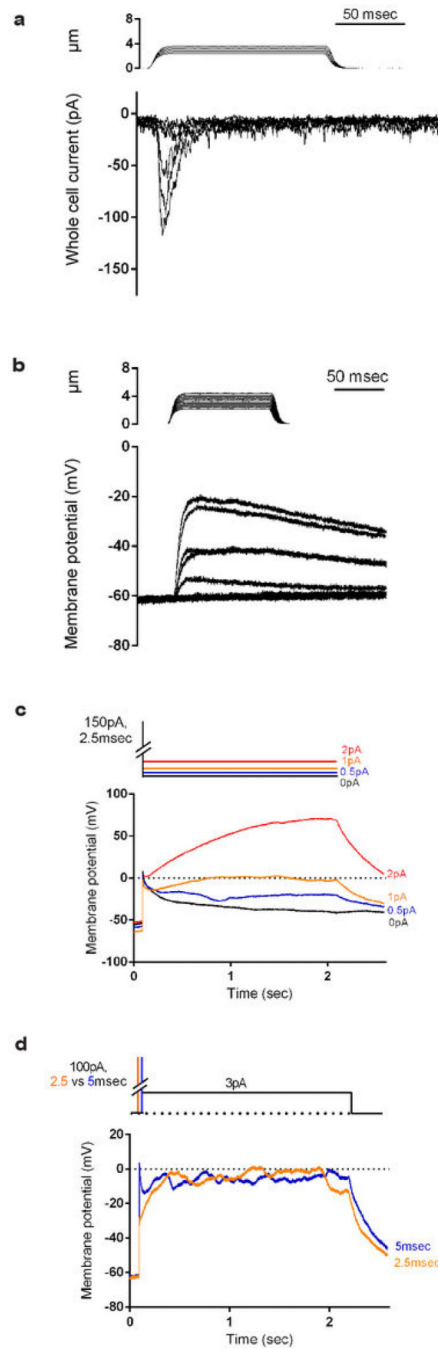 a
50 msec
µm
8
4
0
Whole cell current (pA)
0
-50
-100
-150
b
50 msec
µm
8
4
0
Membrane potential (mV)
0
-20
-40
-60
-80
c
150pA,
2.5msec
2pA
1pA
0.5pA
0pA
Membrane potential (mV)
100
50
0
-50
-100
2pA
1pA
0.5pA
0pA
0
1
2
Time (sec)
d
100pA,
2.5 vs 5msec
3pA
Membrane potential (mV)
20
0
-20
-40
-60
-80
5msec
2.5msec
0
1
2
Time (sec)